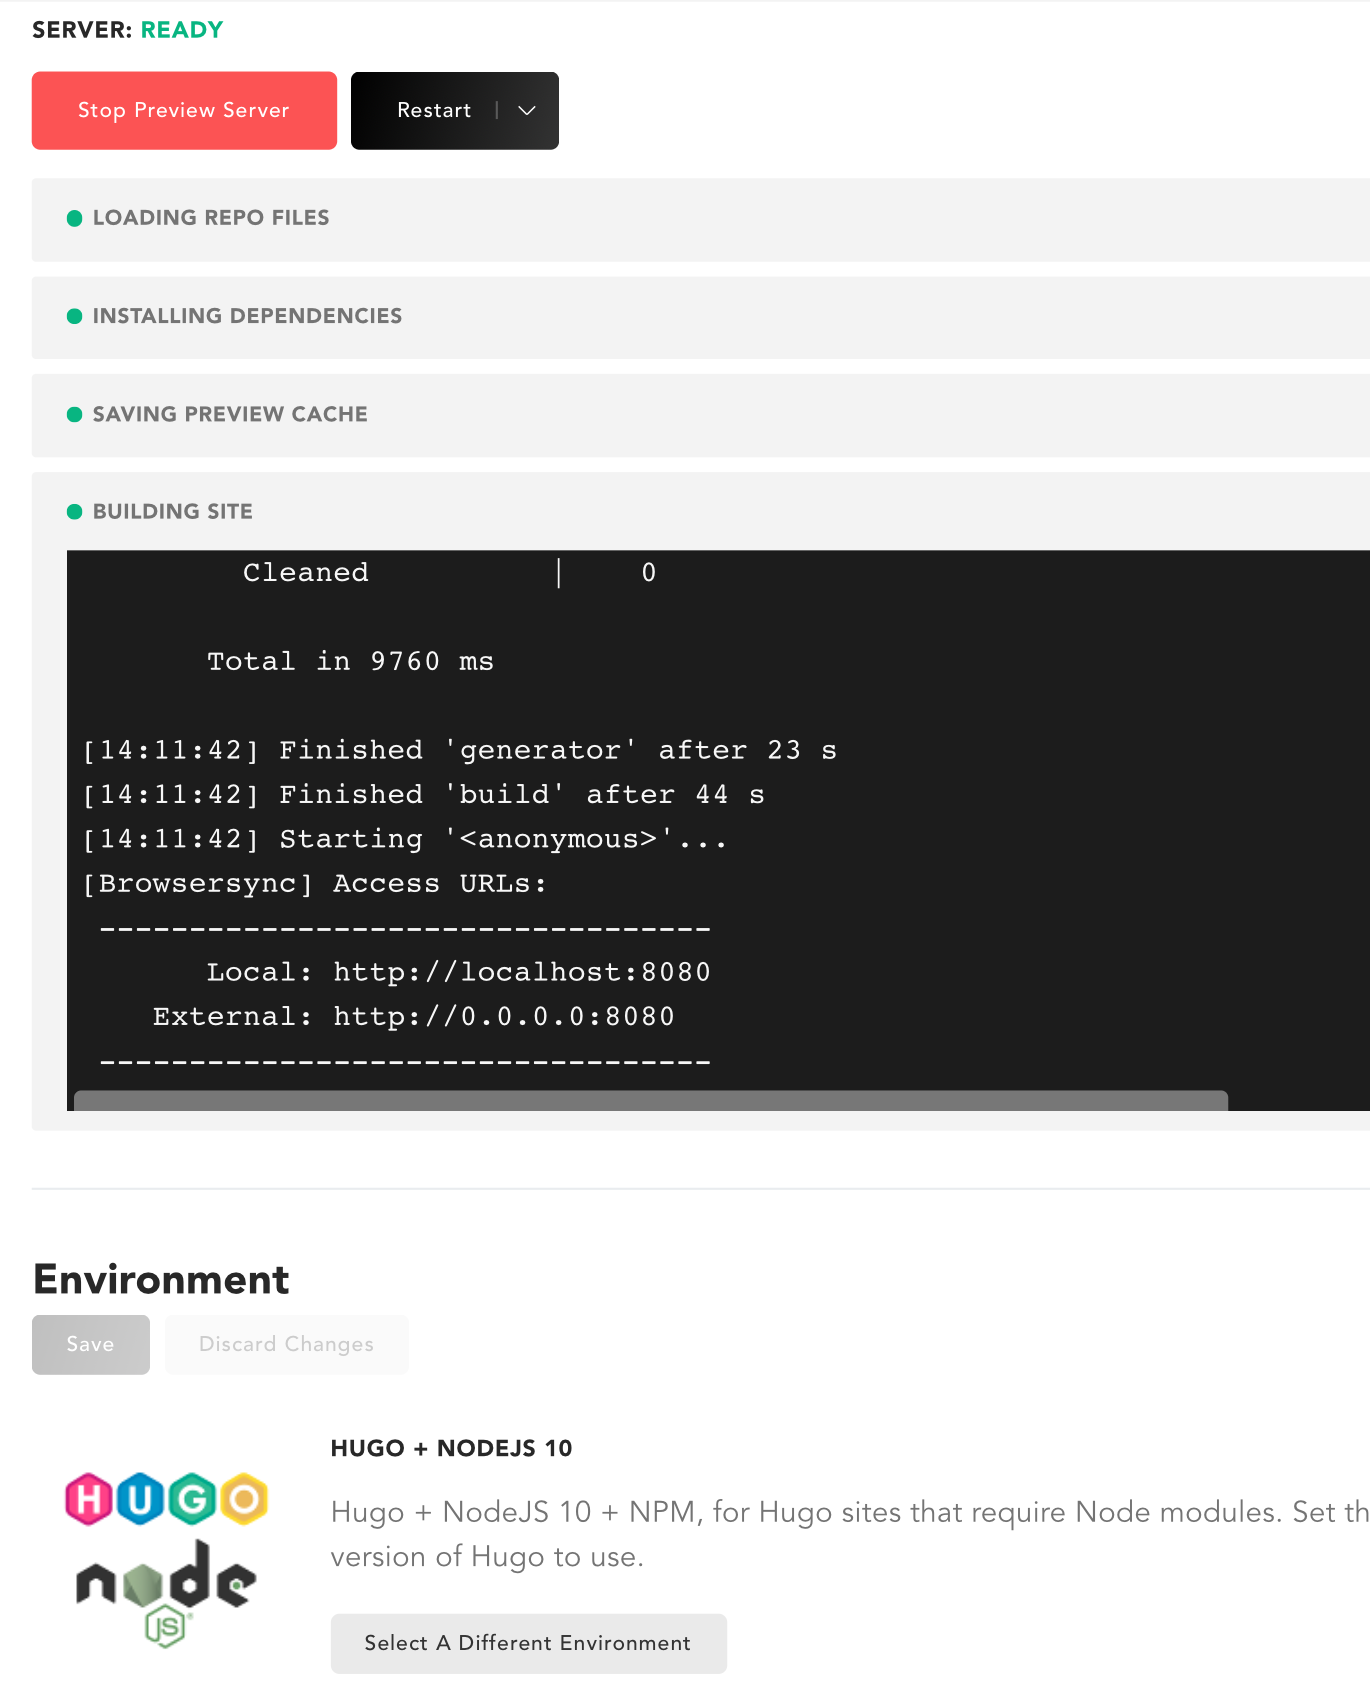 SERVER: READY
Stop Preview Server
Restart
LOADING REPO FILES
INSTALLING DEPENDENCIES
SAVING PREVIEW CACHE
BUILDING SITE
Cleaned | 0
Total in 9760 ms
[14:11:42] Finished 'generator' after 23 s
[14:11:42] Finished 'build' after 44 s
[14:11:42] Starting '<anonymous>'...
[Browsersync] Access URLs:
----------------------------------
Local: http://localhost:8080
External: http://0.0.0.0:8080
----------------------------------
Environment
Save
Discard Changes
HUGO
node
JS
HUGO + NODEJS 10
Hugo + NodeJS 10 + NPM, for Hugo sites that require Node modules. Set th
version of Hugo to use.
Select A Different Environment